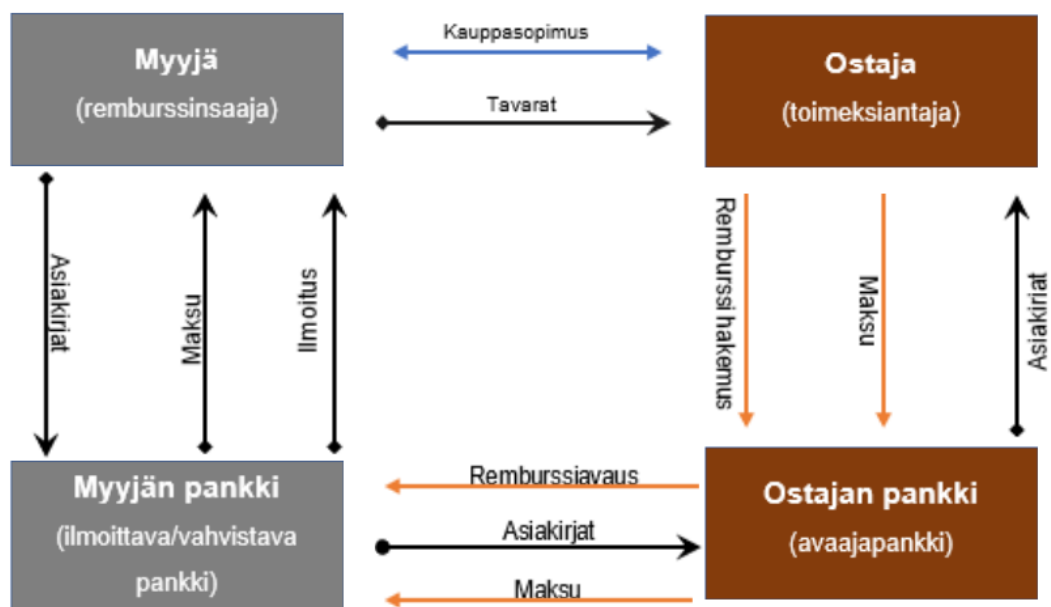 Myyjä
(remburssinsaaja)
Kauppasopimus
Tavarat
Ostaja
(toimeksiantaja)
Asiakirjat
Maksu
Ilmoitus
Remburssi hakemus
Maksu
Asiakirjat
Myyjän pankki
(ilmoittava/vahvistava
pankki)
Remburssiavaus
Asiakirjat
Maksu
Ostajan pankki
(avaajapankki)